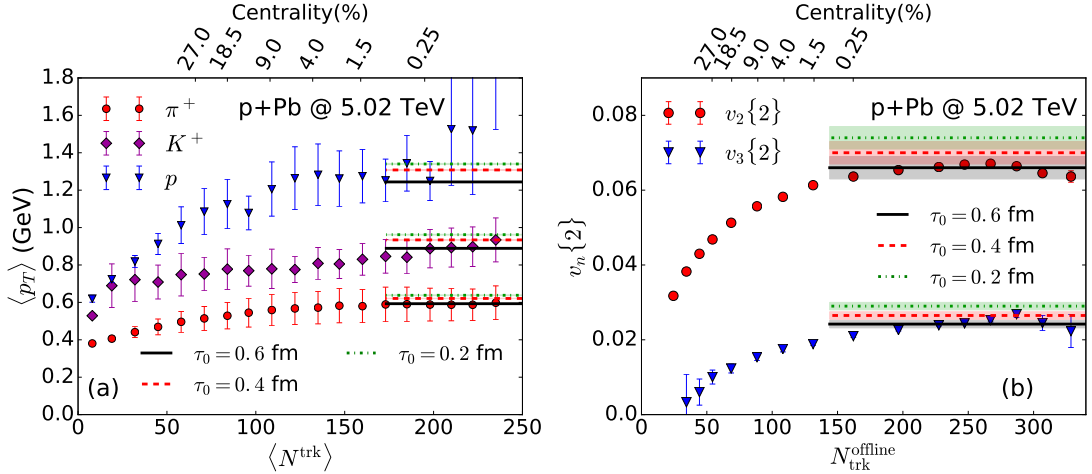 Centrality(%)
27.0 18.5 9.0 4.0 1.5 0.25
p+Pb @ 5.02 TeV
π⁺
K⁺
p
⟨p_T⟩ (GeV)
1.8
1.6
1.4
1.2
1.0
0.8
0.6
0.4
0.2
0.0
τ₀ = 0.6 fm
τ₀ = 0.2 fm
τ₀ = 0.4 fm
(a)
0 50 100 150 200 250
⟨N^trk⟩
Centrality(%)
27.0 18.5 9.0 4.0 1.5 0.25
p+Pb @ 5.02 TeV
v₂{2}
v₃{2}
v_n{2}
0.08
0.06
0.04
0.02
0.00
τ₀ = 0.6 fm
τ₀ = 0.4 fm
τ₀ = 0.2 fm
(b)
0 50 100 150 200 250 300
N_trk^offline